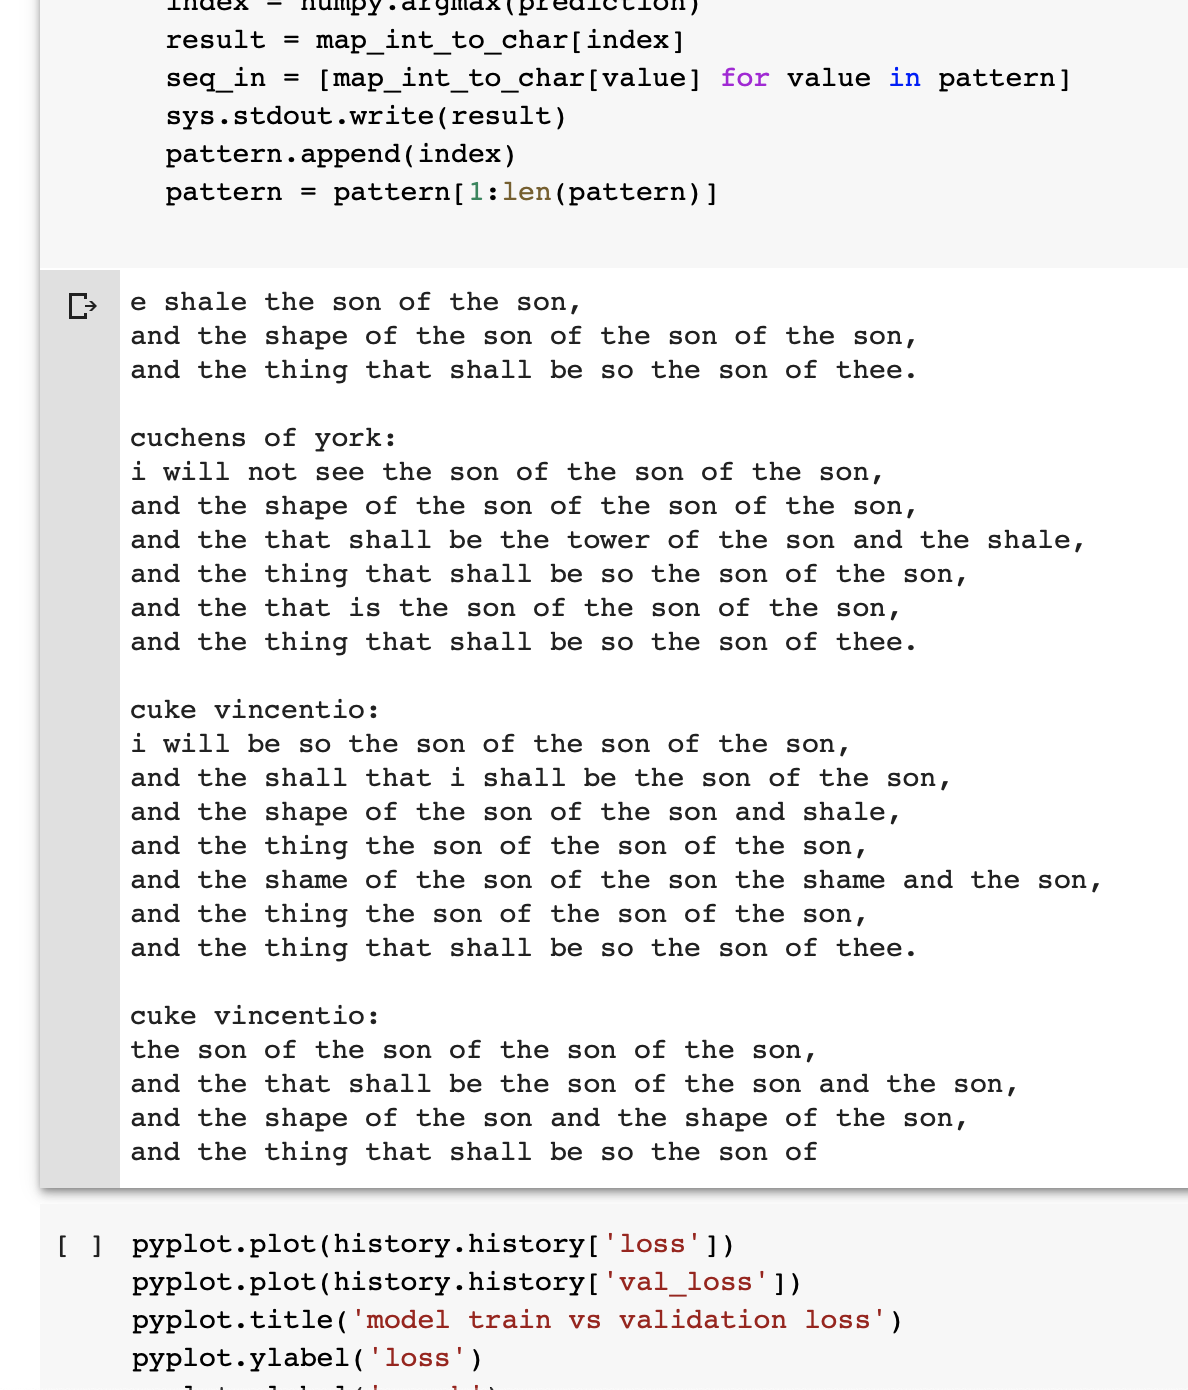 index = numpy.argmax(prediction)
result = map_int_to_char[index]
seq_in = [map_int_to_char[value] for value in pattern]
sys.stdout.write(result)
pattern.append(index)
pattern = pattern[1:len(pattern)]
e shale the son of the son,
and the shape of the son of the son of the son,
and the thing that shall be so the son of thee.
cuchens of york:
i will not see the son of the son of the son,
and the shape of the son of the son of the son,
and the that shall be the tower of the son and the shale,
and the thing that shall be so the son of the son,
and the that is the son of the son of the son,
and the thing that shall be so the son of thee.
cuke vincentio:
i will be so the son of the son of the son,
and the shall that i shall be the son of the son,
and the shape of the son of the son and shale,
and the thing the son of the son of the son,
and the shame of the son of the son the shame and the son,
and the thing the son of the son of the son,
and the thing that shall be so the son of thee.
cuke vincentio:
the son of the son of the son of the son,
and the that shall be the son of the son and the son,
and the shape of the son and the shape of the son,
and the thing that shall be so the son of
[ ] pyplot.plot(history.history['loss'])
pyplot.plot(history.history['val_loss'])
pyplot.title('model train vs validation loss')
pyplot.ylabel('loss')